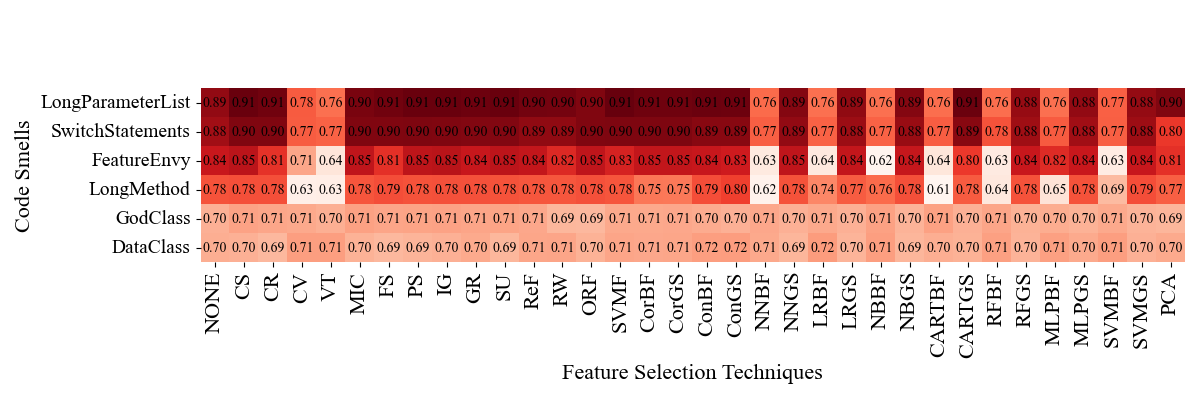 LongParameterList 0.89 0.91 0.91 0.78 0.76 0.90 0.91 0.91 0.91 0.91 0.91 0.90 0.90 0.90 0.91 0.91 0.91 0.91 0.91 0.76 0.89 0.76 0.89 0.76 0.89 0.76 0.91 0.76 0.88 0.76 0.88 0.77 0.88 0.90
SwitchStatements 0.88 0.90 0.90 0.77 0.77 0.90 0.90 0.90 0.90 0.90 0.90 0.89 0.89 0.90 0.90 0.90 0.90 0.89 0.89 0.77 0.89 0.77 0.88 0.77 0.88 0.77 0.89 0.78 0.88 0.77 0.88 0.77 0.88 0.80
FeatureEnvy 0.84 0.85 0.81 0.71 0.64 0.85 0.81 0.85 0.85 0.84 0.85 0.84 0.82 0.85 0.83 0.85 0.85 0.84 0.83 0.63 0.85 0.64 0.84 0.62 0.84 0.64 0.80 0.63 0.84 0.82 0.84 0.63 0.84 0.81
LongMethod 0.78 0.78 0.78 0.63 0.63 0.78 0.79 0.78 0.78 0.78 0.78 0.78 0.78 0.78 0.78 0.75 0.75 0.79 0.80 0.62 0.78 0.74 0.77 0.76 0.78 0.61 0.78 0.64 0.78 0.65 0.78 0.69 0.79 0.77
GodClass 0.70 0.71 0.71 0.71 0.70 0.71 0.71 0.71 0.71 0.71 0.71 0.70 0.69 0.69 0.71 0.71 0.71 0.70 0.70 0.71 0.70 0.71 0.70 0.71 0.70 0.71 0.70 0.71 0.70 0.70 0.70 0.71 0.70 0.69
DataClass 0.70 0.70 0.69 0.71 0.71 0.70 0.69 0.69 0.70 0.70 0.69 0.71 0.71 0.70 0.71 0.71 0.71 0.72 0.72 0.71 0.69 0.72 0.70 0.71 0.69 0.70 0.70 0.71 0.70 0.71 0.70 0.71 0.70 0.70
Code Smells
NONE CS CR CV VT MIC FS PS IG GR SU ReF RW ORF SVMF CorBF CorGS ConBF ConGS NNBF NNGS LRBF LRGS NBBF NBGS CARTBF CARTGS RFBF RFGS MLPBF MLPGS SVMBF SVMGS PCA
Feature Selection Techniques